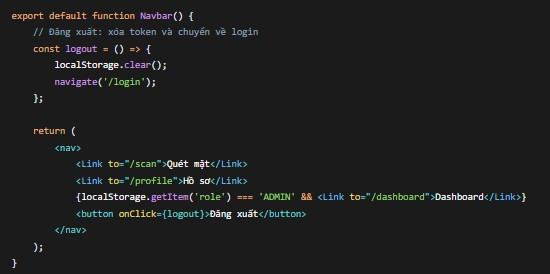 export default function Navbar() {
    // Đăng xuất: xóa token và chuyển về login
    const logout = () => {
        localStorage.clear();
        navigate('/login');
    };

    return (
        <nav>
            <Link to="/scan">Quét mặt</Link>
            <Link to="/profile">Hồ sơ</Link>
            {localStorage.getItem('role') === 'ADMIN' && <Link to="/dashboard">Dashboard</Link>}
            <button onClick={logout}>Đăng xuất</button>
        </nav>
    );
}